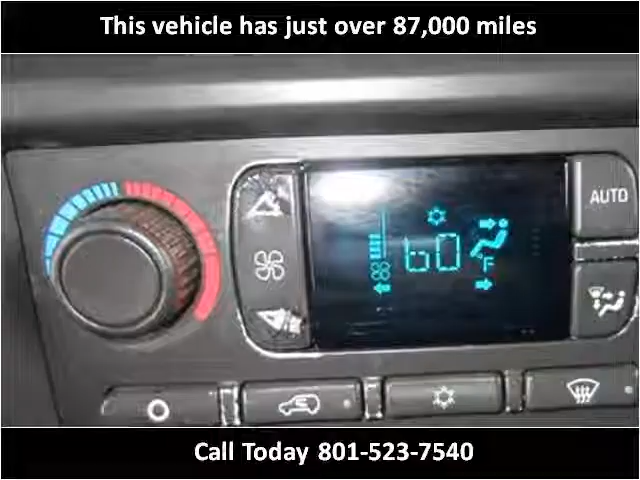 This vehicle has just over 87,000 miles
AUTO
60
F
Call Today 801-523-7540